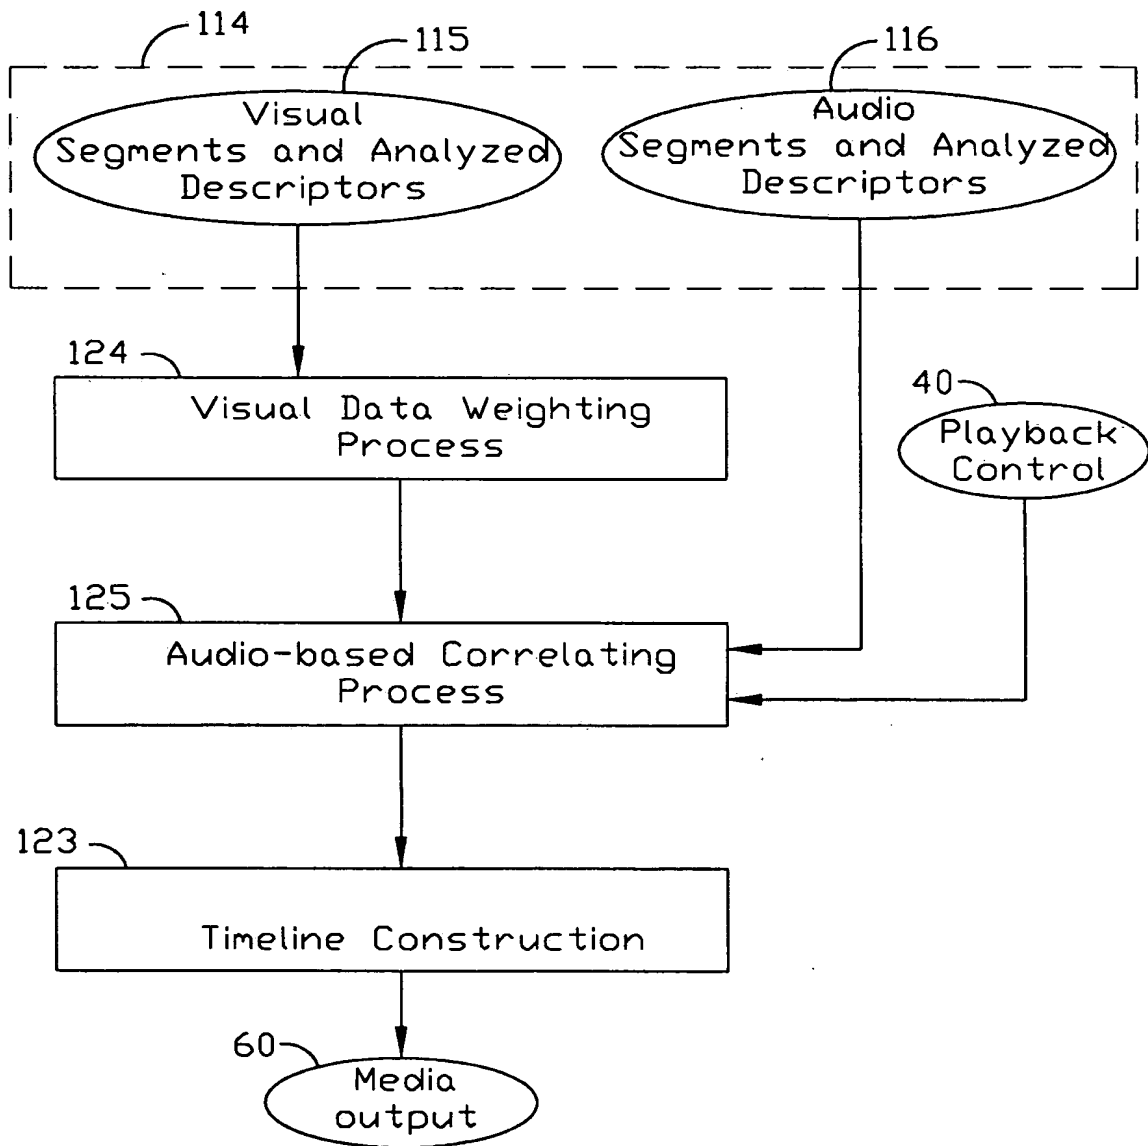 114
115
116
Visual
Segments and Analyzed
Descriptors
Audio
Segments and Analyzed
Descriptors
124
Visual Data Weighting
Process
40
Playback
Control
125
Audio-based Correlating
Process
123
Timeline Construction
60
Media
output